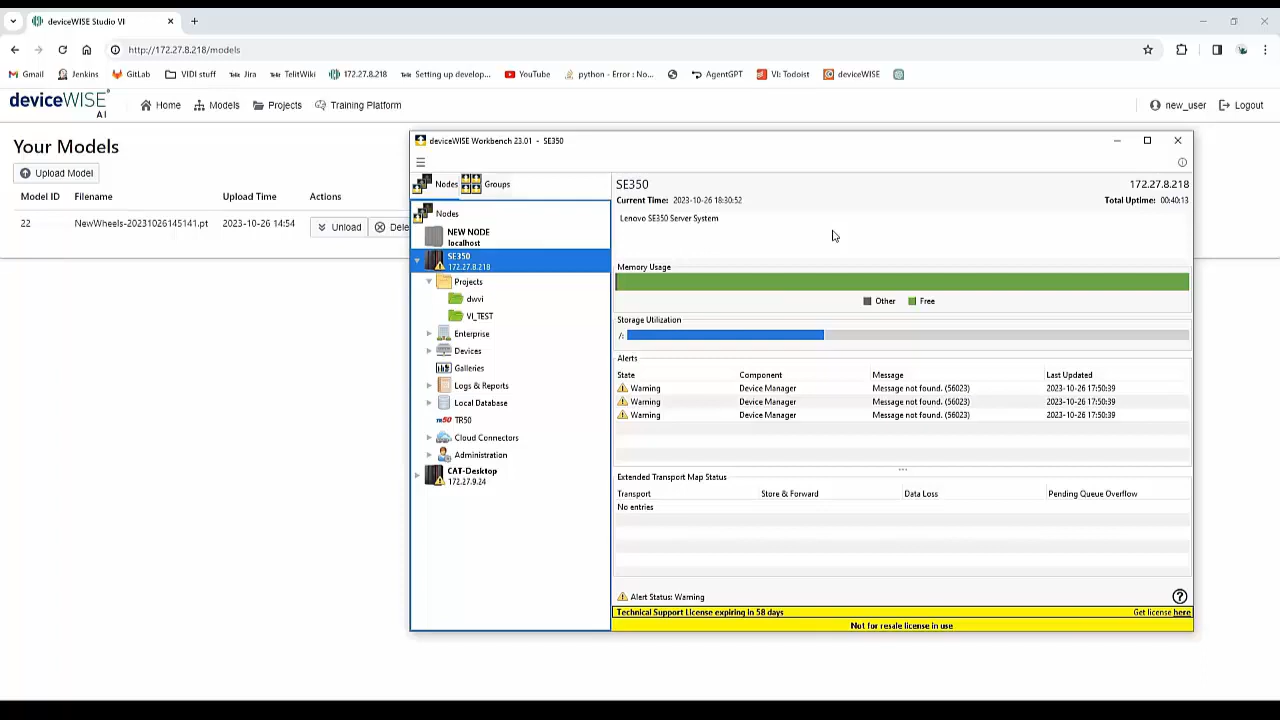 deviceWISE Studio VI
http://172.27.8.218/models
Gmail Jenkins GitLab VIDI stuff Jira TelitWiki 172.27.8.218 Setting up develop... YouTube python - Error : No... AgentGPT VI: Todoist deviceWISE
deviceWISE AI Home Models Projects Training Platform new_user Logout
Your Models
Upload Model
Model ID Filename Upload Time Actions
22 NewWheels-20231026145141.pt 2023-10-26 14:54 Unload Dele
deviceWISE Workbench 23.01 - SE350
Nodes Groups
Nodes
NEW NODE
localhost
SE350
172.27.8.218
Projects
dwvi
VI_TEST
Enterprise
Devices
Galleries
Logs & Reports
Local Database
TR50 TR50
Cloud Connectors
Administration
CAT-Desktop
172.27.9.24
SE350 172.27.8.218
Current Time: 2023-10-26 18:30:52 Total Uptime: 00:40:13
Lenovo SE350 Server System
Memory Usage
Other Free
Storage Utilization
/:
Alerts
State Component Message Last Updated
Warning Device Manager Message not found. (56023) 2023-10-26 17:50:39
Warning Device Manager Message not found. (56023) 2023-10-26 17:50:39
Warning Device Manager Message not found. (56023) 2023-10-26 17:50:39
Extended Transport Map Status
Transport Store & Forward Data Loss Pending Queue Overflow
No entries
Alert Status: Warning
Technical Support License expiring in 58 days Get license here
Not for resale license in use